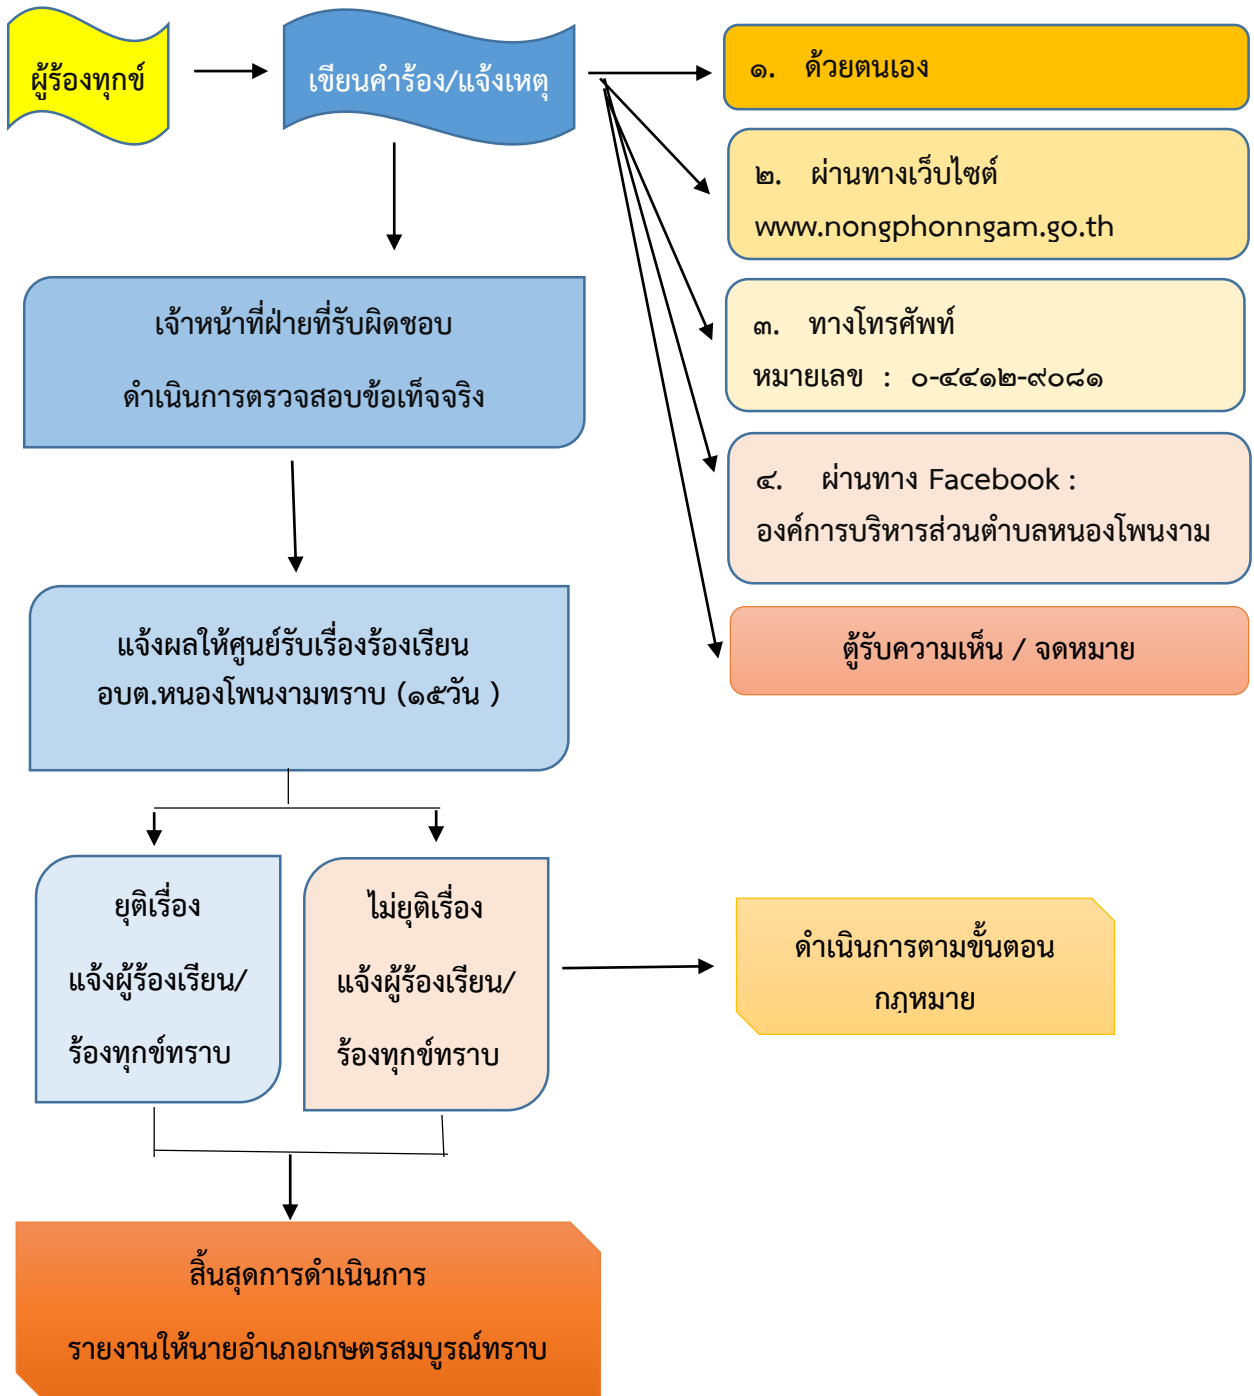 ผู้ร้องทุกข์
เขียนคำร้อง/แจ้งเหตุ
๑. ด้วยตนเอง
๒. ผ่านทางเว็บไซต์
www.nongphonngam.go.th
๓. ทางโทรศัพท์
หมายเลข : ๐-๔๔๑๒-๙๐๘๑
๔. ผ่านทาง Facebook :
องค์การบริหารส่วนตำบลหนองโพนงาม
ตู้รับความเห็น / จดหมาย
เจ้าหน้าที่ฝ่ายที่รับผิดชอบ
ดำเนินการตรวจสอบข้อเท็จจริง
แจ้งผลให้ศูนย์รับเรื่องร้องเรียน
อบต.หนองโพนงามทราบ (๑๕วัน )
ยุติเรื่อง
แจ้งผู้ร้องเรียน/
ร้องทุกข์ทราบ
ไม่ยุติเรื่อง
แจ้งผู้ร้องเรียน/
ร้องทุกข์ทราบ
ดำเนินการตามขั้นตอน
กฎหมาย
สิ้นสุดการดำเนินการ
รายงานให้นายอำเภอเกษตรสมบูรณ์ทราบ